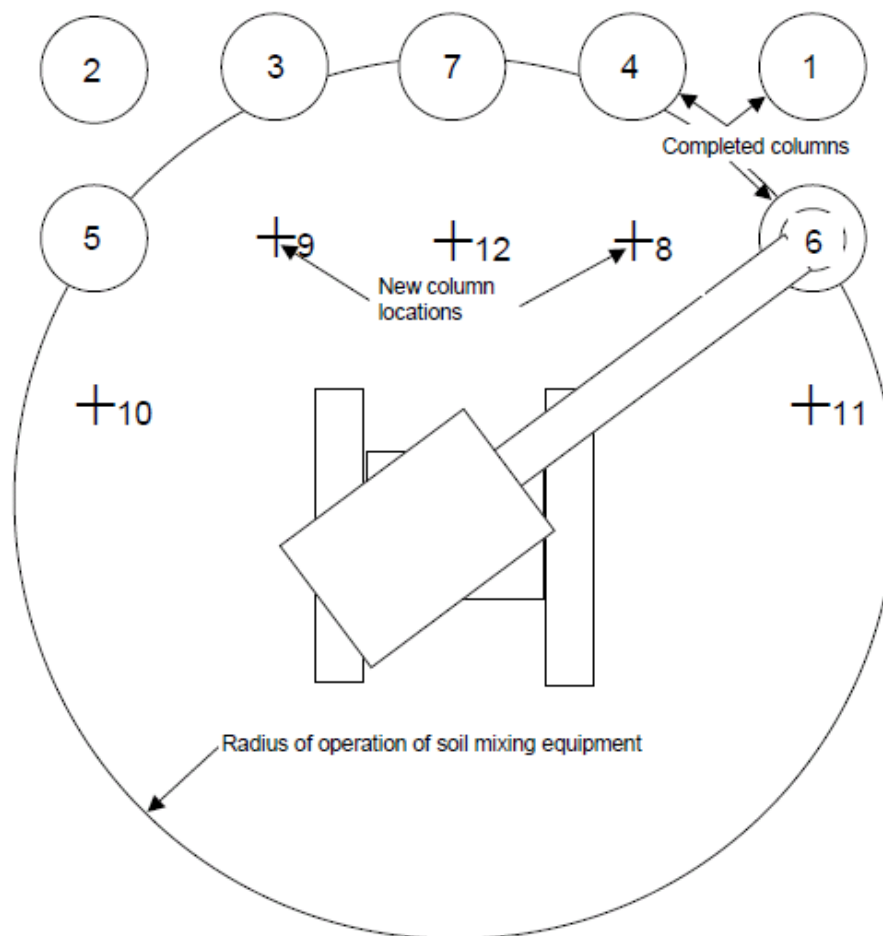 2 3 7 4 1
Completed columns
5 9 12 8 6
New column
locations
10 11
Radius of operation of soil mixing equipment